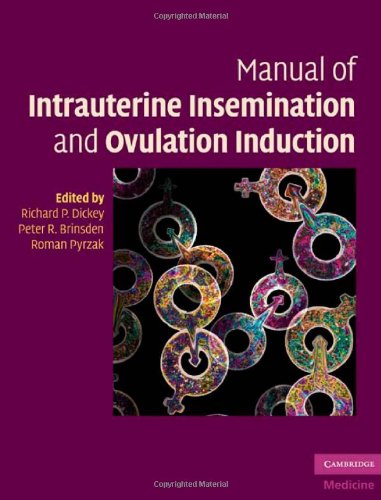 Copyrighted Material
Manual of
Intrauterine Insemination
and Ovulation Induction
Edited by
Richard P. Dickey
Peter R. Brinsden
Roman Pyrzak
CAMBRIDGE
Medicine
Copyrighted Material